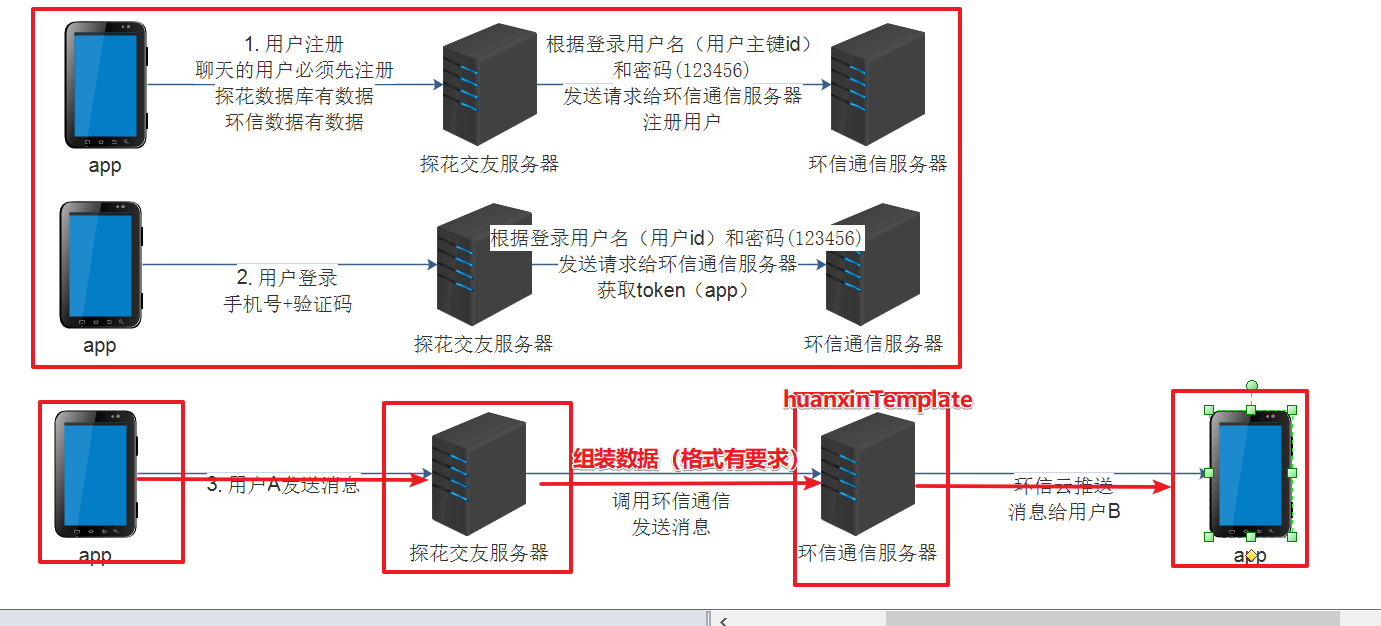 1. 用户注册
聊天的用户必须先注册
探花数据库有数据
环信数据有数据
根据登录用户名（用户主键id）
和密码(123456)
发送请求给环信通信服务器
注册用户
app
探花交友服务器
环信通信服务器
2. 用户登录
手机号+验证码
根据登录用户名（用户id）和密码(123456)
发送请求给环信通信服务器
获取token（app）
app
探花交友服务器
环信通信服务器
huanxinTemplate
组装数据（格式有要求）
3. 用户A发送消息
调用环信通信
发送消息
环信云推送
消息给用户B
app
探花交友服务器
环信通信服务器
app